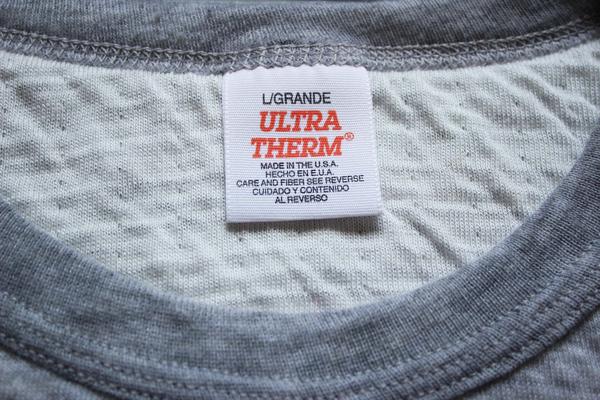 L/GRANDE
ULTRA
THERM®
MADE IN THE U.S.A.
HECHO EN E.U.A.
CARE AND FIBER SEE REVERSE
CUIDADO Y CONTENIDO
AL REVERSO